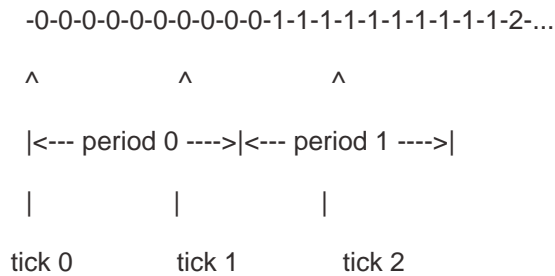 -0-0-0-0-0-0-0-0-0-0-1-1-1-1-1-1-1-1-1-1-2-...
^ ^ ^
|<--- period 0 ---->|<--- period 1 ---->|
| | |
tick 0 tick 1 tick 2